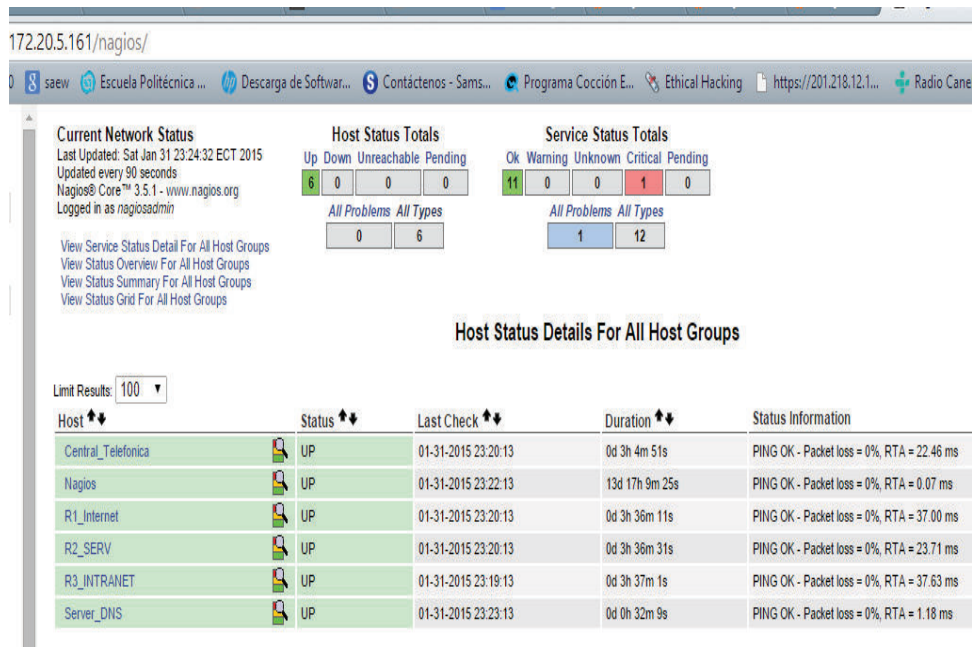 172.20.5.161/nagios/
saew Escuela Politécnica ... Descarga de Softwar... Contáctenos - Sams... Programa Cocción E... Ethical Hacking https://201.218.12.1... Radio Cane
Current Network Status
Last Updated: Sat Jan 31 23:24:32 ECT 2015
Updated every 90 seconds
Nagios® Core™ 3.5.1 - www.nagios.org
Logged in as nagiosadmin
View Service Status Detail For All Host Groups
View Status Overview For All Host Groups
View Status Summary For All Host Groups
View Status Grid For All Host Groups
Host Status Totals
Up Down Unreachable Pending
6 0 0 0
All Problems All Types
0 6
Service Status Totals
Ok Warning Unknown Critical Pending
11 0 0 1 0
All Problems All Types
1 12
Host Status Details For All Host Groups
Limit Results: 100
Host Status Last Check Duration Status Information
Central_Telefonica UP 01-31-2015 23:20:13 0d 3h 4m 51s PING OK - Packet loss = 0%, RTA = 22.46 ms
Nagios UP 01-31-2015 23:22:13 13d 17h 9m 25s PING OK - Packet loss = 0%, RTA = 0.07 ms
R1_Internet UP 01-31-2015 23:20:13 0d 3h 36m 11s PING OK - Packet loss = 0%, RTA = 37.00 ms
R2_SERV UP 01-31-2015 23:20:13 0d 3h 36m 31s PING OK - Packet loss = 0%, RTA = 23.71 ms
R3_INTRANET UP 01-31-2015 23:19:13 0d 3h 37m 1s PING OK - Packet loss = 0%, RTA = 37.63 ms
Server_DNS UP 01-31-2015 23:23:13 0d 0h 32m 9s PING OK - Packet loss = 0%, RTA = 1.18 ms